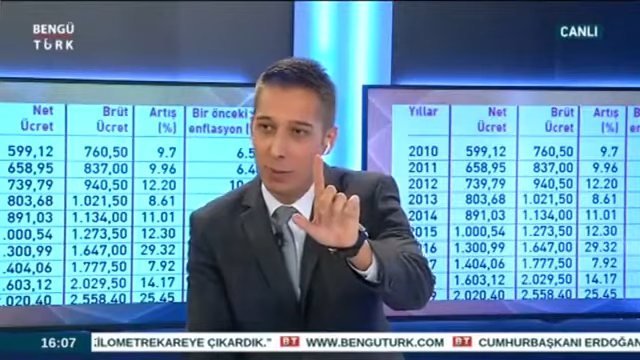 BENGÜ
TÜRK
CANLI
Net Ücret Brüt Ücret Artış (%) Bir önceki enflasyon
599,12 760,50 9.7
658,95 837,00 9.96
739,79 940,50 12.20
803,68 1.021,50 8.61
891,03 1.134,00 11.01
.000,54 1.273,50 12.30
.300,99 1.647,00 29.32
.404,06 1.777,50 7.92
.603,12 2.029,50 14.17
2.020,40 2.558,40 25.45
Yıllar Net Ücret Brüt Ücret Artış (%)
2010 599,12 760,50 9.7
2011 658,95 837,00 9.96
2012 739,79 940,50 12.20
2013 803,68 1.021,50 8.61
2014 891,03 1.134,00 11.01
1.000,54 1.273,50 12.30
1.300,99 1.647,00 29.32
1.404,06 1.777,50 7.92
1.603,12 2.029,50 14.17
2.020,40 2.558,40 25.45
16:07 KİLOMETREKAREYE ÇIKARDIK." BT WWW.BENGUTURK.COM BT CUMHURBAŞKANI ERDOĞA